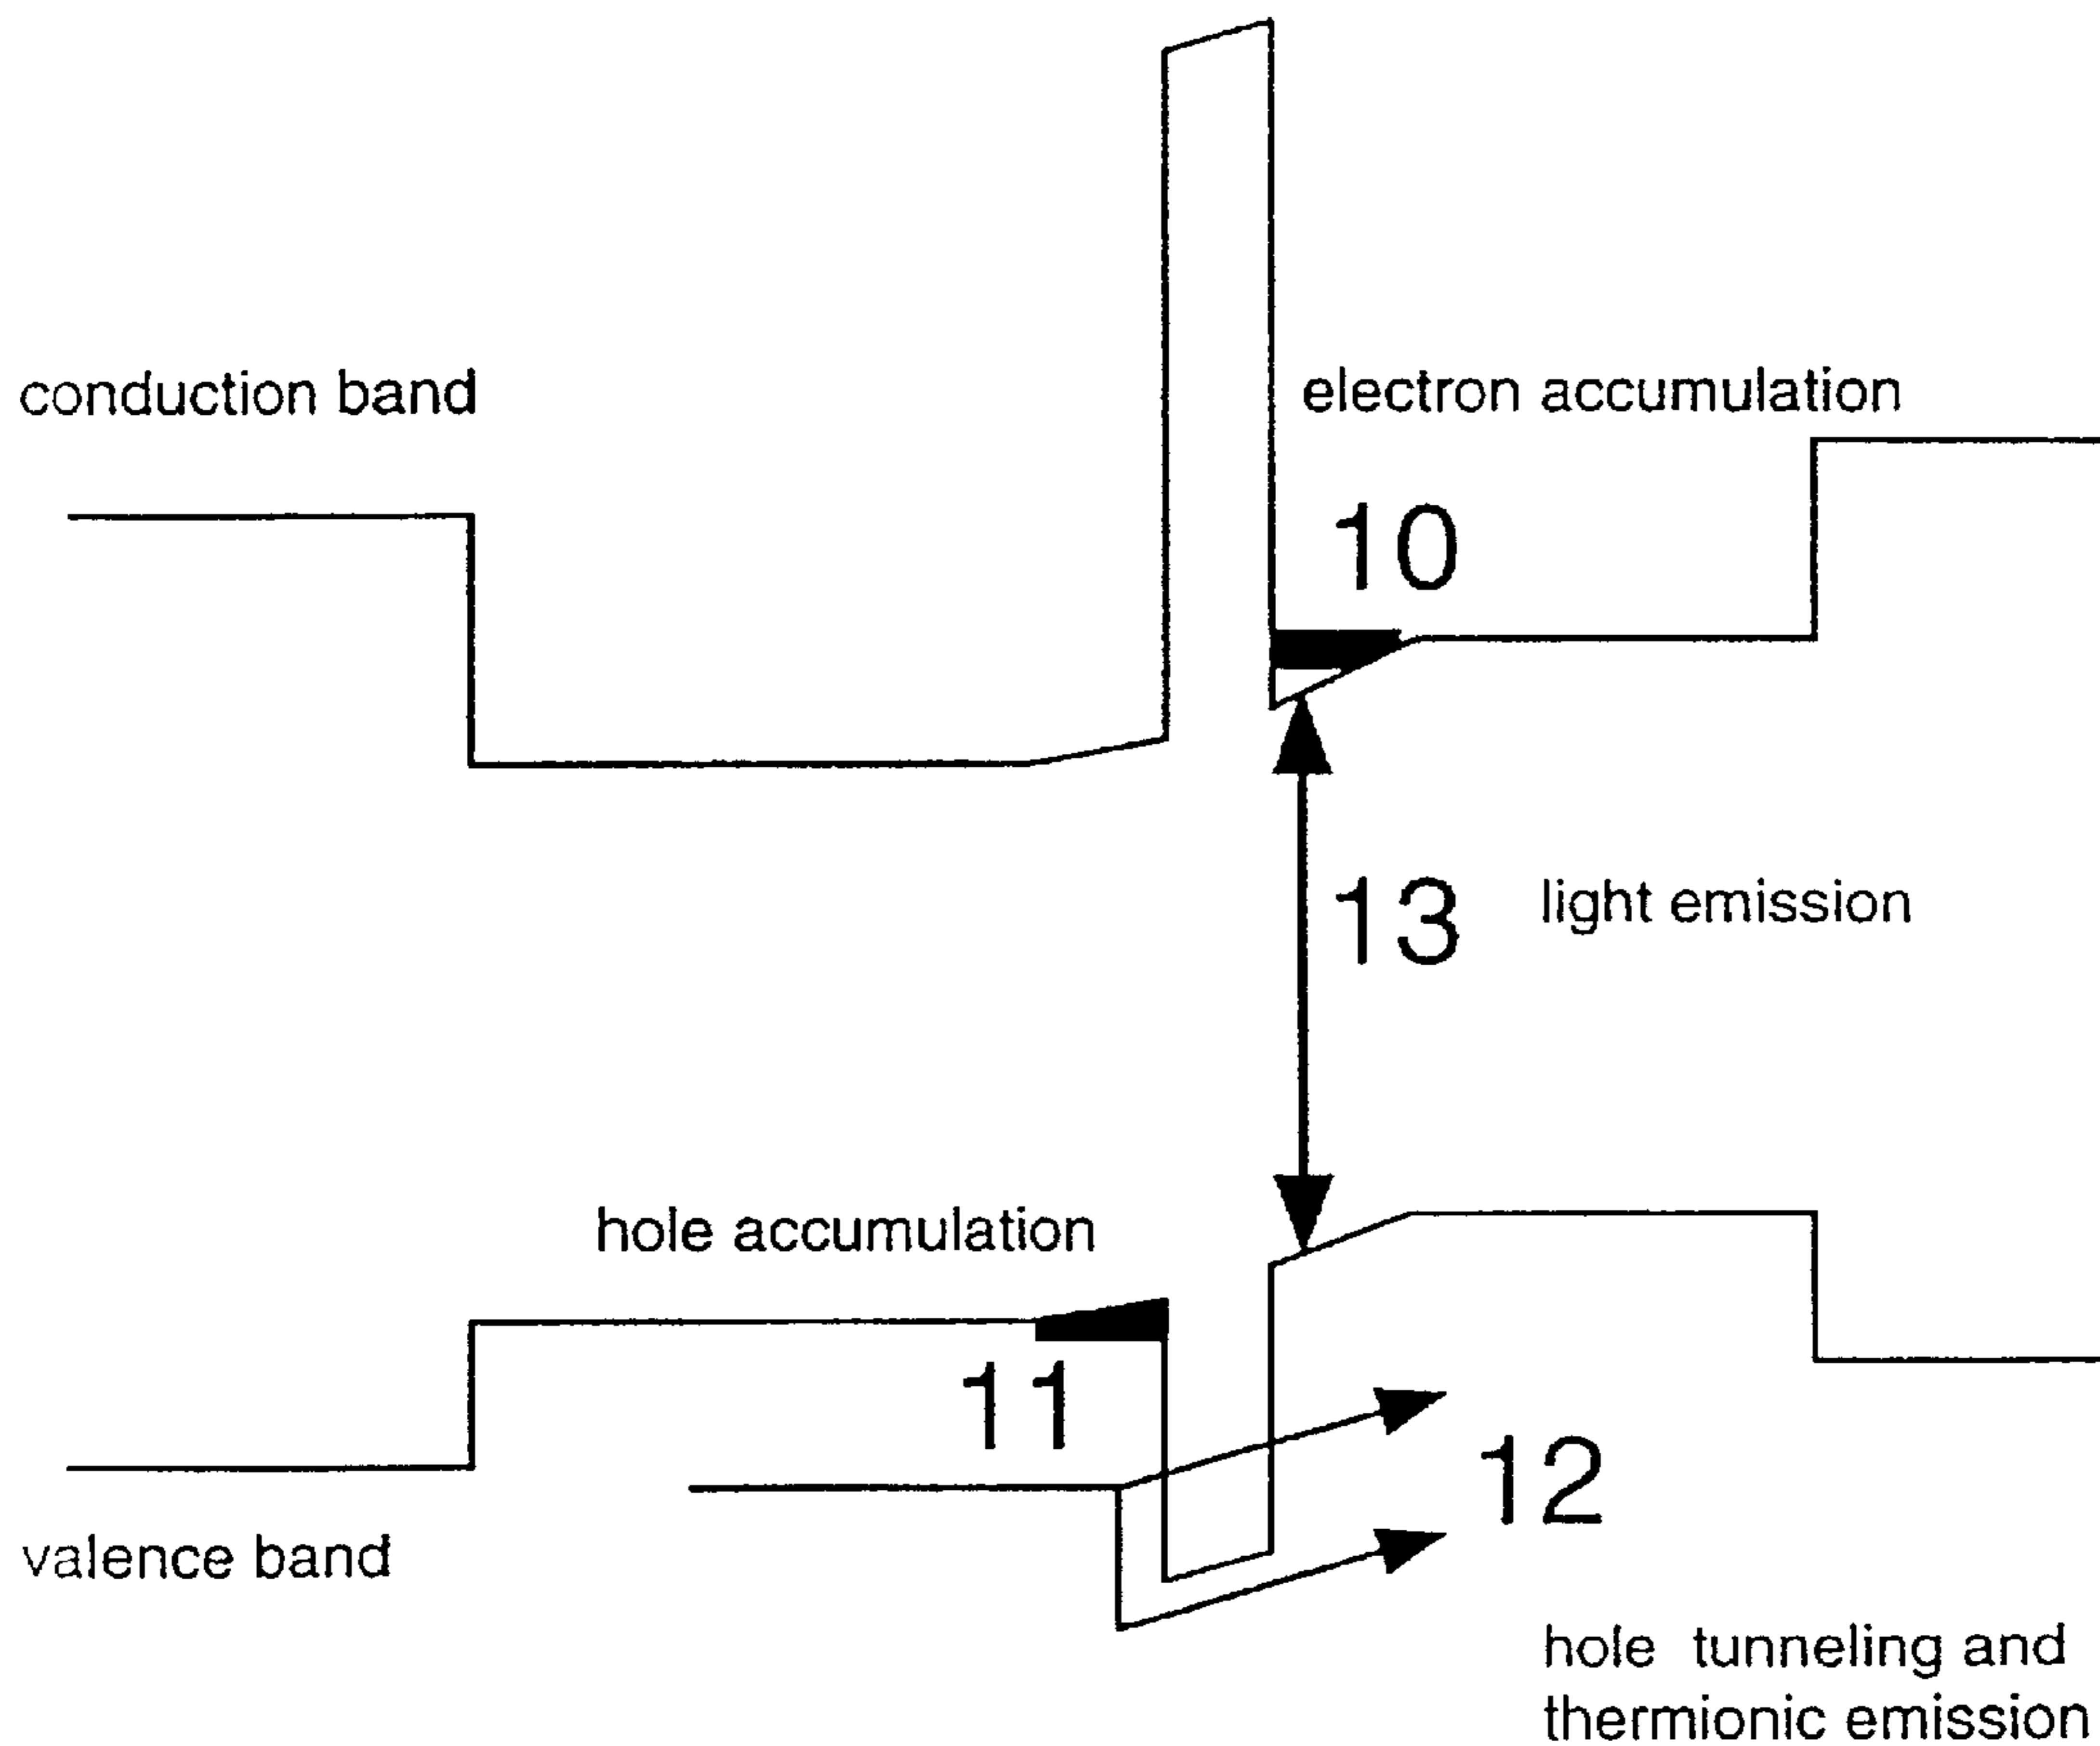 conduction band
electron accumulation
10
13
light emission
hole accumulation
11
12
valence band
hole tunneling and
thermionic emission